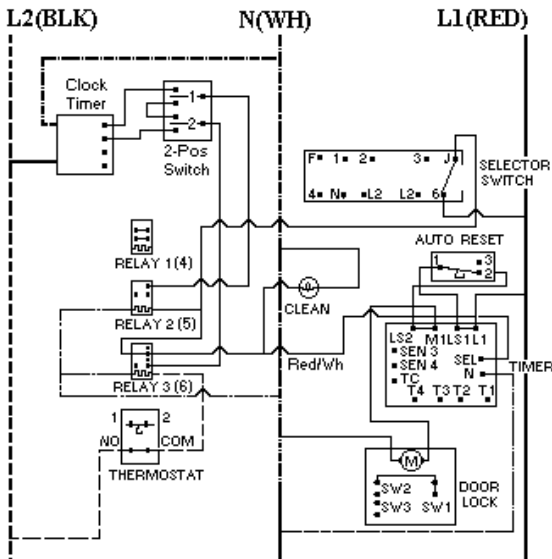 L2(BLK) N(WH) L1(RED)
Clock
Timer
1
2
2-Pos
Switch
F 1 2 3 J
4 N L2 L2 6
SELECTOR
SWITCH
RELAY 1(4)
AUTO RESET
1 3
2
RELAY 2(5)
CLEAN
LS2 M1 LS1 L1
SEN 3
SEN 4
TC
SEL
N
T4 T3 T2 T1
TIMER
Red/Wh
RELAY 3(6)
1 2
NO COM
THERMOSTAT
M
SW2
SW3 SW1
DOOR
LOCK